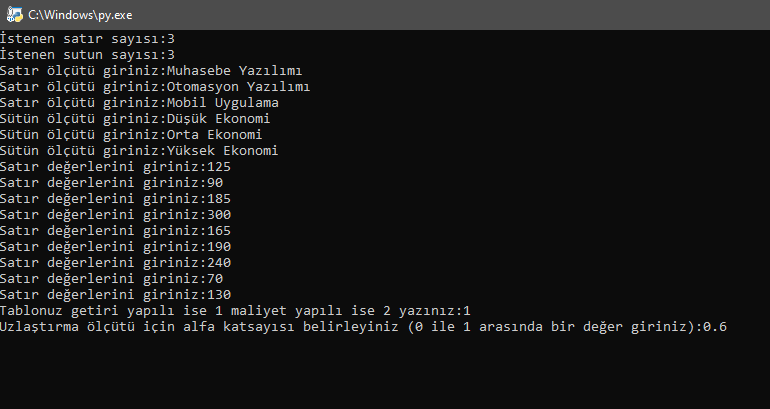 C:\Windows\py.exe
İstenen satır sayısı:3
İstenen sutun sayısı:3
Satır ölçütü giriniz:Muhasebe Yazılımı
Satır ölçütü giriniz:Otomasyon Yazılımı
Satır ölçütü giriniz:Mobil Uygulama
Sütün ölçütü giriniz:Düşük Ekonomi
Sütün ölçütü giriniz:Orta Ekonomi
Sütün ölçütü giriniz:Yüksek Ekonomi
Satır değerlerini giriniz:125
Satır değerlerini giriniz:90
Satır değerlerini giriniz:185
Satır değerlerini giriniz:300
Satır değerlerini giriniz:165
Satır değerlerini giriniz:190
Satır değerlerini giriniz:240
Satır değerlerini giriniz:70
Satır değerlerini giriniz:130
Tablonuz getiri yapılı ise 1 maliyet yapılı ise 2 yazınız:1
Uzlaştırma ölçütü için alfa katsayısı belirleyiniz (0 ile 1 arasında bir değer giriniz):0.6